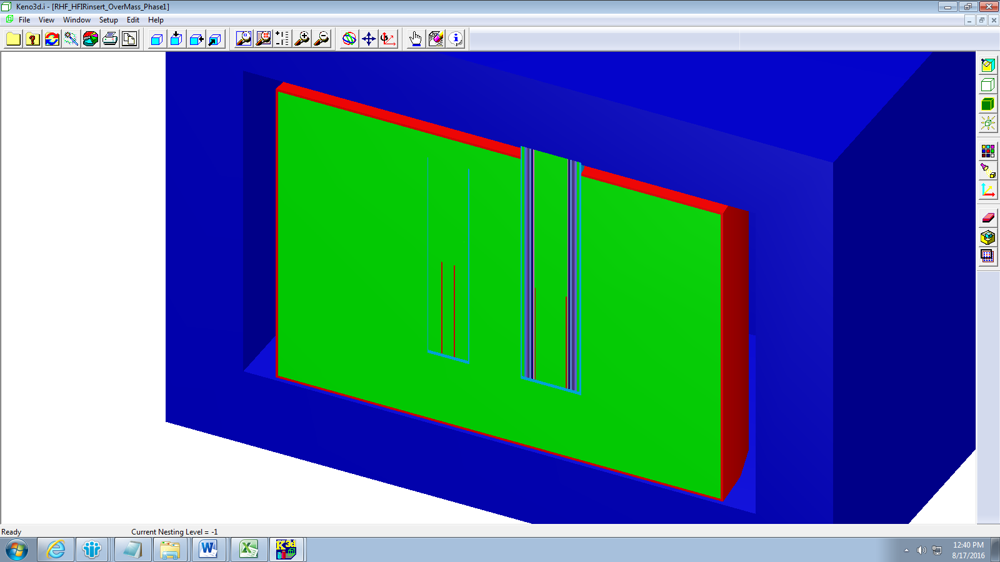 Keno3d.i - [RHF_HFIRinsert_OverMass_Phase1]
File View Window Setup Edit Help
Ready Current Nesting Level = -1
12:40 PM
8/17/2016